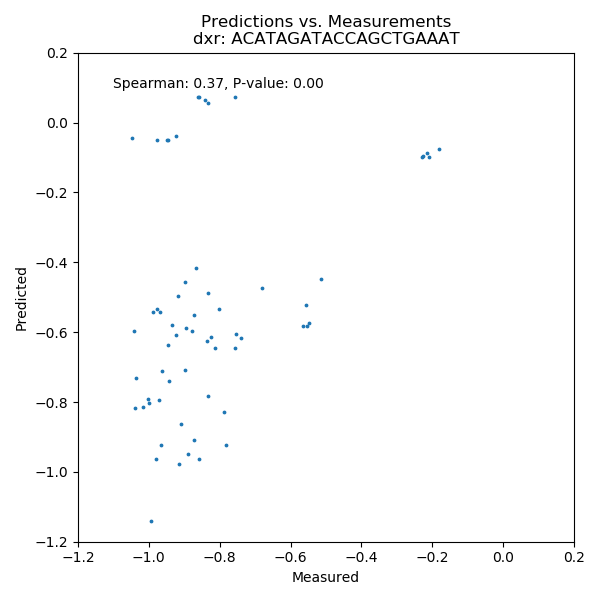 Predictions vs. Measurements
dxr: ACATAGATACCAGCTGAAAT
Spearman: 0.37, P-value: 0.00
0.2
0.0
−0.2
−0.4
−0.6
−0.8
−1.0
−1.2
Predicted
−1.2 −1.0 −0.8 −0.6 −0.4 −0.2 0.0 0.2
Measured